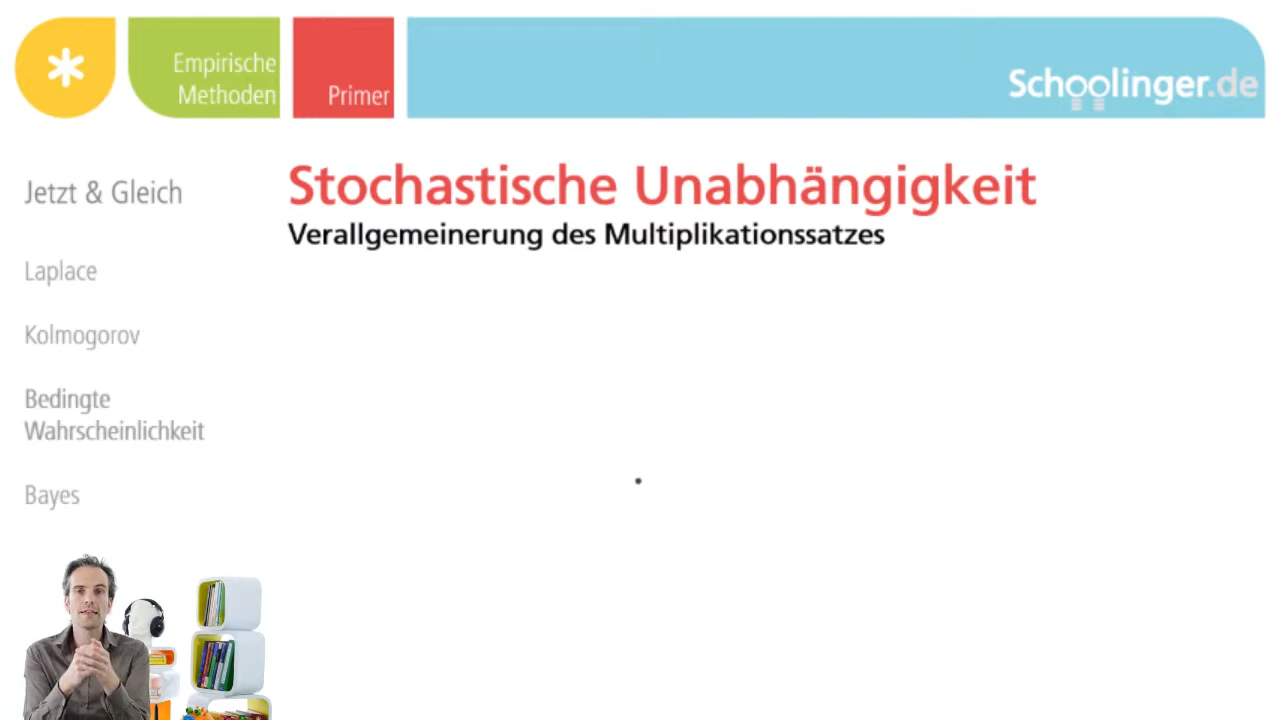 Empirische
Methoden
Primer
Schoolinger.de
Jetzt & Gleich
Stochastische Unabhängigkeit
Verallgemeinerung des Multiplikationssatzes
Laplace
Kolmogorov
Bedingte
Wahrscheinlichkeit
Bayes